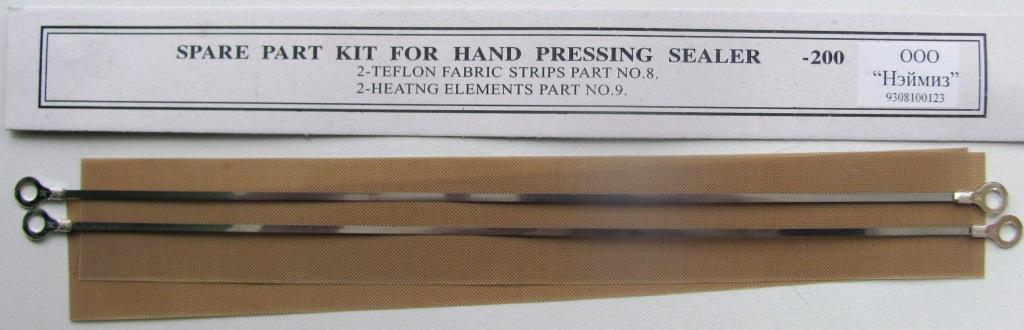 SPARE PART KIT FOR HAND PRESSING SEALER -200
2-TEFLON FABRIC STRIPS PART NO.8.
2-HEATNG ELEMENTS PART NO.9.
ООО
“Нэймиз”
9308100123